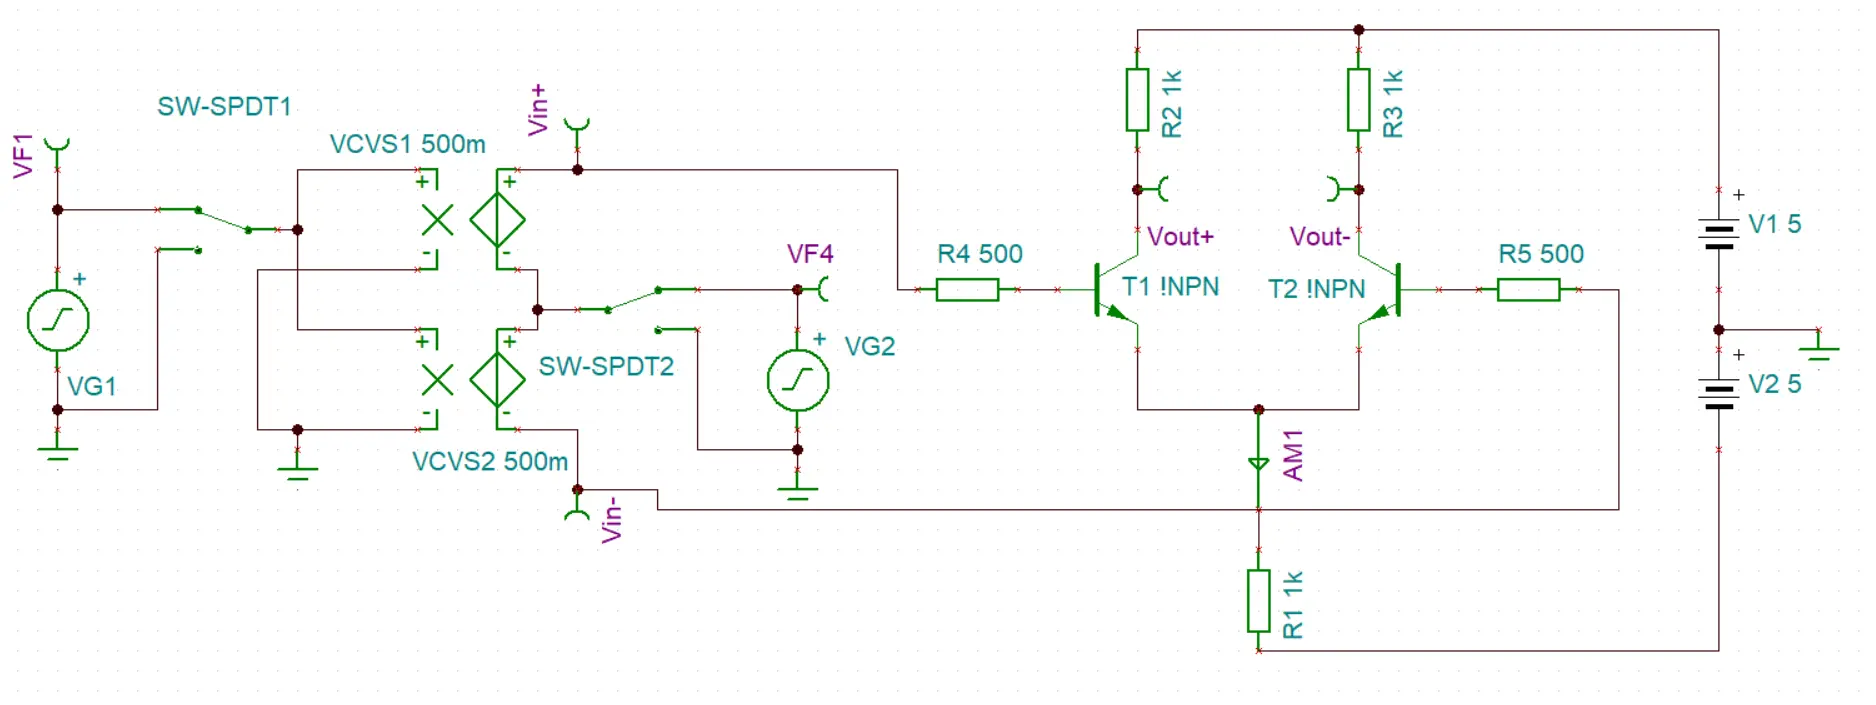 SW-SPDT1
VF1
VCVS1 500m
Vin+
+
-
+
-
VG1
+
+
-
+
-
VCVS2 500m
Vin-
SW-SPDT2
VF4
+
VG2
R4 500
R2 1k
R3 1k
Vout+
Vout-
T1 !NPN
T2 !NPN
R5 500
AM1
R1 1k
+
V1 5
+
V2 5